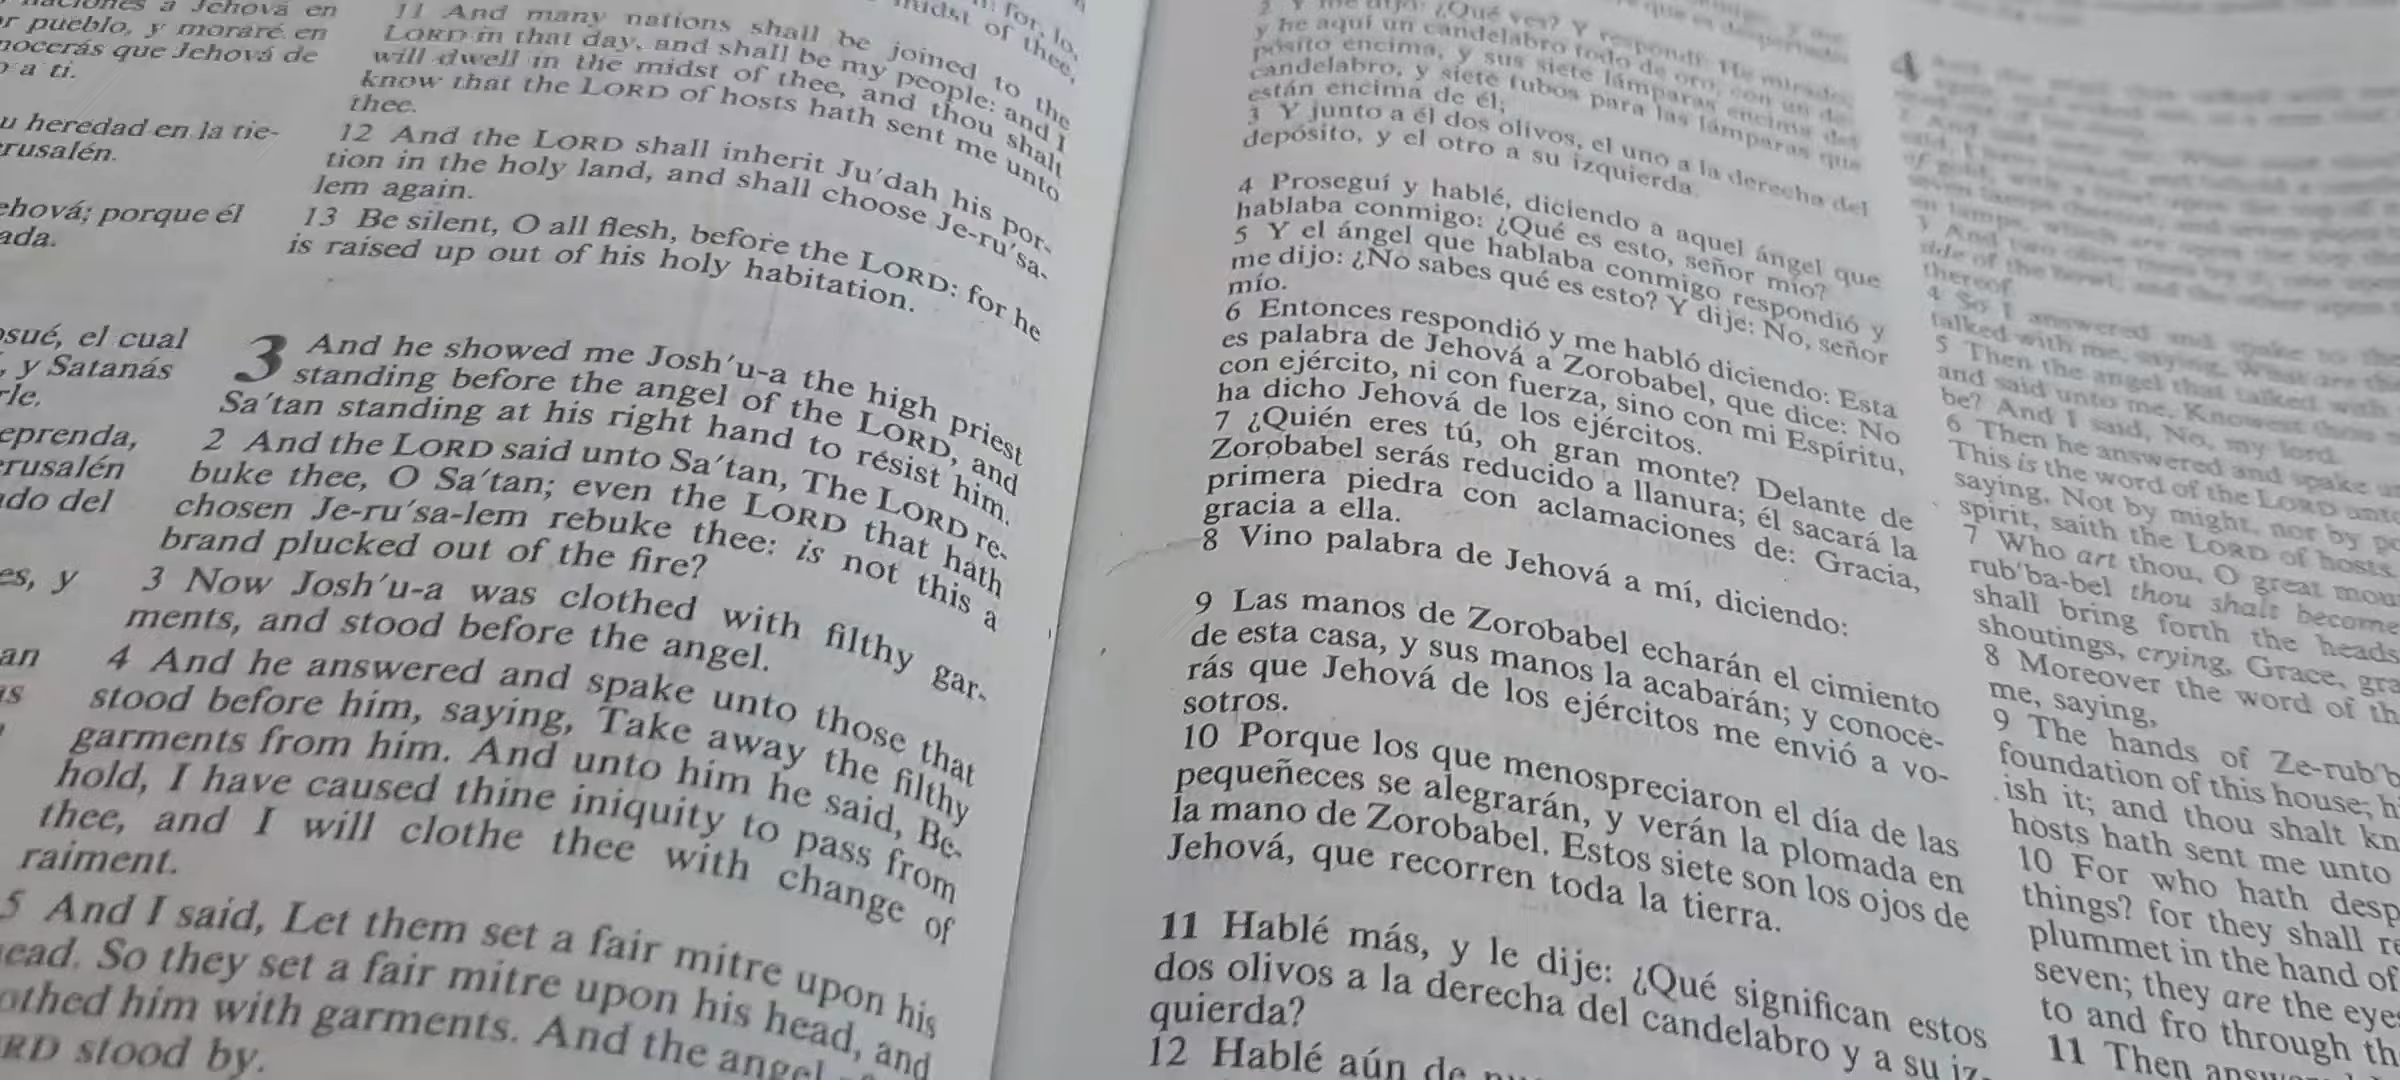 a Jehová en
pueblo, y moraré en
que Jehová de
a ti.
heredad en la tie-
ehová; porque él
el cual
y Satanás
11 And many nations shall be joined to the
LORD in that day, and shall be my people: and I
will dwell in the midst of thee, and thou shalt
know that the LORD of hosts hath sent me unto
thee.
12 And the LORD shall inherit Ju′dah his por-
tion in the holy land, and shall choose Je-ru′sa-
lem again.
13 Be silent, O all flesh, before the LORD: for he
is raised up out of his holy habitation.
3 And he showed me Josh′u-a the high priest
standing before the angel of the LORD, and
Sa′tan standing at his right hand to resist him.
2 And the LORD said unto Sa′tan, The LORD re-
buke thee, O Sa′tan; even the LORD that hath
chosen Je-ru′sa-lem rebuke thee: is not this a
brand plucked out of the fire?
3 Now Josh′u-a was clothed with filthy gar-
ments, and stood before the angel.
4 And he answered and spake unto those that
stood before him, saying, Take away the filthy
garments from him. And unto him he said, Be-
hold, I have caused thine iniquity to pass from
thee, and I will clothe thee with change of
raiment.
5 And I said, Let them set a fair mitre upon his
ead. So they set a fair mitre upon his head, and
othed him with garments. And the angel
RD stood by.
¿Qué ves? Y respondí: He mirado,
y he aquí un candelabro todo de oro, con un de-
pósito encima, y sus siete lámparas encima del
candelabro, y siete tubos para las lámparas que
están encima de él;
3 Y junto a él dos olivos, el uno a la derecha del
depósito, y el otro a su izquierda.
4 Proseguí y hablé, diciendo a aquel ángel que
hablaba conmigo: ¿Qué es esto, señor mío?
5 Y el ángel que hablaba conmigo respondió y
me dijo: ¿No sabes qué es esto? Y dije: No, señor
mío.
6 Entonces respondió y me habló diciendo: Esta
es palabra de Jehová a Zorobabel, que dice: No
con ejército, ni con fuerza, sino con mi Espíritu,
ha dicho Jehová de los ejércitos.
7 ¿Quién eres tú, oh gran monte? Delante de
Zorobabel serás reducido a llanura; él sacará la
primera piedra con aclamaciones de: Gracia,
gracia a ella.
8 Vino palabra de Jehová a mí, diciendo:
9 Las manos de Zorobabel echarán el cimiento
de esta casa, y sus manos la acabarán; y conoce-
rás que Jehová de los ejércitos me envió a vo-
sotros.
10 Porque los que menospreciaron el día de las
pequeñeces se alegrarán, y verán la plomada en
la mano de Zorobabel. Estos siete son los ojos de
Jehová, que recorren toda la tierra.
11 Hablé más, y le dije: ¿Qué significan estos
dos olivos a la derecha del candelabro y a su iz-
quierda?
12 Hablé aún de
4
thereof.
4 So I answered and spake to the
talked with me, saying, What are
5 Then the angel that talked with
and said unto me, Knowest thou
be? And I said, No, my lord.
6 Then he answered and spake
This is the word of the LORD unto
saying, Not by might, nor by po
spirit, saith the LORD of hosts.
7 Who art thou, O great mou
rub′ba-bel thou shalt become
shall bring forth the heads
shoutings, crying, Grace, gra
8 Moreover the word of th
me, saying,
9 The hands of Ze-rub′b
foundation of this house; hi
ish it; and thou shalt kn
hosts hath sent me unto
10 For who hath desp
things? for they shall re
plummet in the hand of
seven; they are the eyes
to and fro through th
11 Then